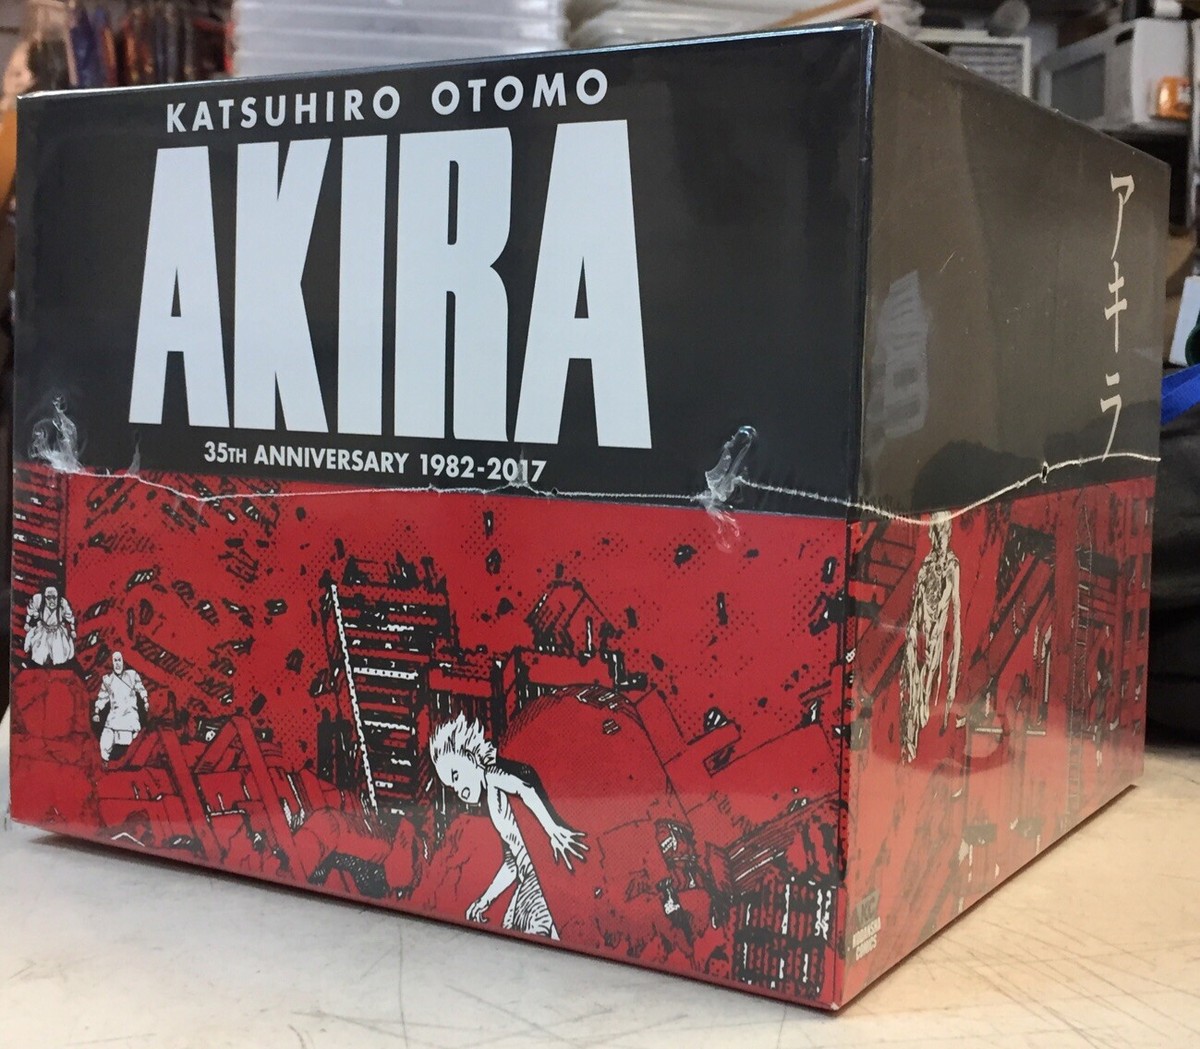 KATSUHIRO OTOMO
AKIRA
35TH ANNIVERSARY 1982-2017
アキラ
KODANSHA
COMICS